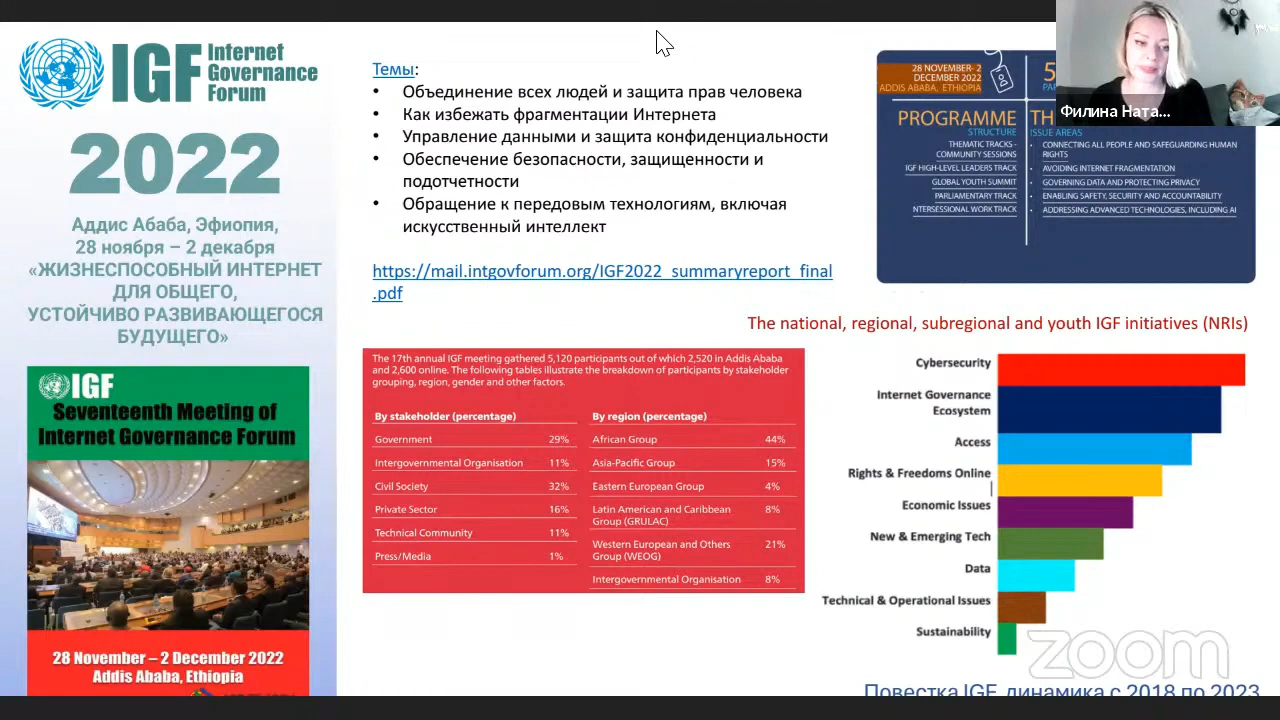 IGF Internet
Governance
Forum
2022
Аддис Абаба, Эфиопия,
28 ноября – 2 декабря
«ЖИЗНЕСПОСОБНЫЙ ИНТЕРНЕТ
ДЛЯ ОБЩЕГО,
УСТОЙЧИВО РАЗВИВАЮЩЕГОСЯ
БУДУЩЕГО»
IGF
Seventeenth Meeting of
Internet Governance Forum
28 November – 2 December 2022
Addis Ababa, Ethiopia
Темы:
• Объединение всех людей и защита прав человека
• Как избежать фрагментации Интернета
• Управление данными и защита конфиденциальности
• Обеспечение безопасности, защищенности и
подотчетности
• Обращение к передовым технологиям, включая
искусственный интеллект
https://mail.intgovforum.org/IGF2022_summaryreport_final
.pdf
The 17th annual IGF meeting gathered 5,120 participants out of which 2,520 in Addis Ababa
and 2,600 online. The following tables illustrate the breakdown of participants by stakeholder
grouping, region, gender and other factors.
By stakeholder (percentage)
Government 29%
Intergovernmental Organisation 11%
Civil Society 32%
Private Sector 16%
Technical Community 11%
Press/Media 1%
By region (percentage)
African Group 44%
Asia-Pacific Group 15%
Eastern European Group 4%
Latin American and Caribbean
Group (GRULAC) 8%
Western European and Others
Group (WEOG) 21%
Intergovernmental Organisation 8%
28 NOVEMBER- 2
DECEMBER 2022
ADDIS ABABA, ETHIOPIA
PROGRAMME
STRUCTURE
THEMATIC TRACKS -
COMMUNITY SESSIONS
IGF HIGH-LEVEL LEADERS TRACK
GLOBAL YOUTH SUMMIT
PARLIAMENTARY TRACK
INTERSESSIONAL WORK TRACK
ISSUE AREAS
• CONNECTING ALL PEOPLE AND SAFEGUARDING HUMAN
RIGHTS
• AVOIDING INTERNET FRAGMENTATION
• GOVERNING DATA AND PROTECTING PRIVACY
• ENABLING SAFETY, SECURITY AND ACCOUNTABILITY
• ADDRESSING ADVANCED TECHNOLOGIES, INCLUDING AI
Филина Ната...
The national, regional, subregional and youth IGF initiatives (NRIs)
Cybersecurity
Internet Governance
Ecosystem
Access
Rights & Freedoms Online
Economic Issues
New & Emerging Tech
Data
Technical & Operational Issues
Sustainability
zoom
Повестка IGF, динамика с 2018 по 2023